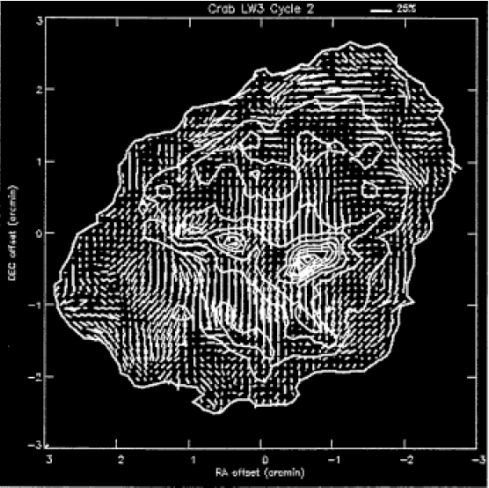 Crab LW3 Cycle 2
25%
3
2
1
0
-1
-2
-3
DEC offset (arcmin)
3 2 1 0 -1 -2 -3
RA offset (arcmin)